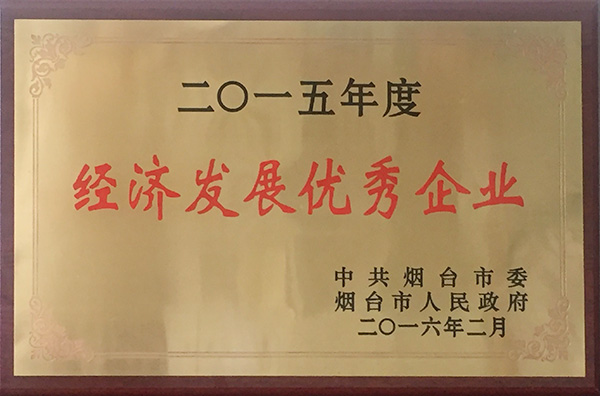 二〇一五年度
经济发展优秀企业
中共烟台市委
烟台市人民政府
二〇一六年二月